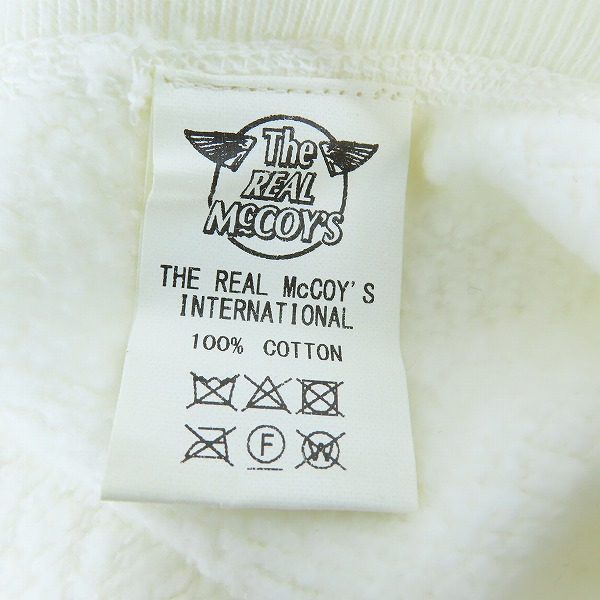 The
REAL
McCOY'S
THE REAL McCOY'S
INTERNATIONAL
100% COTTON
F W